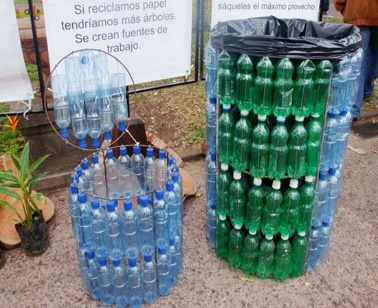 Si reciclamos papel
tendríamos más árboles.
Se crean fuentes de
trabajo.
sáqueles el máximo provecho.